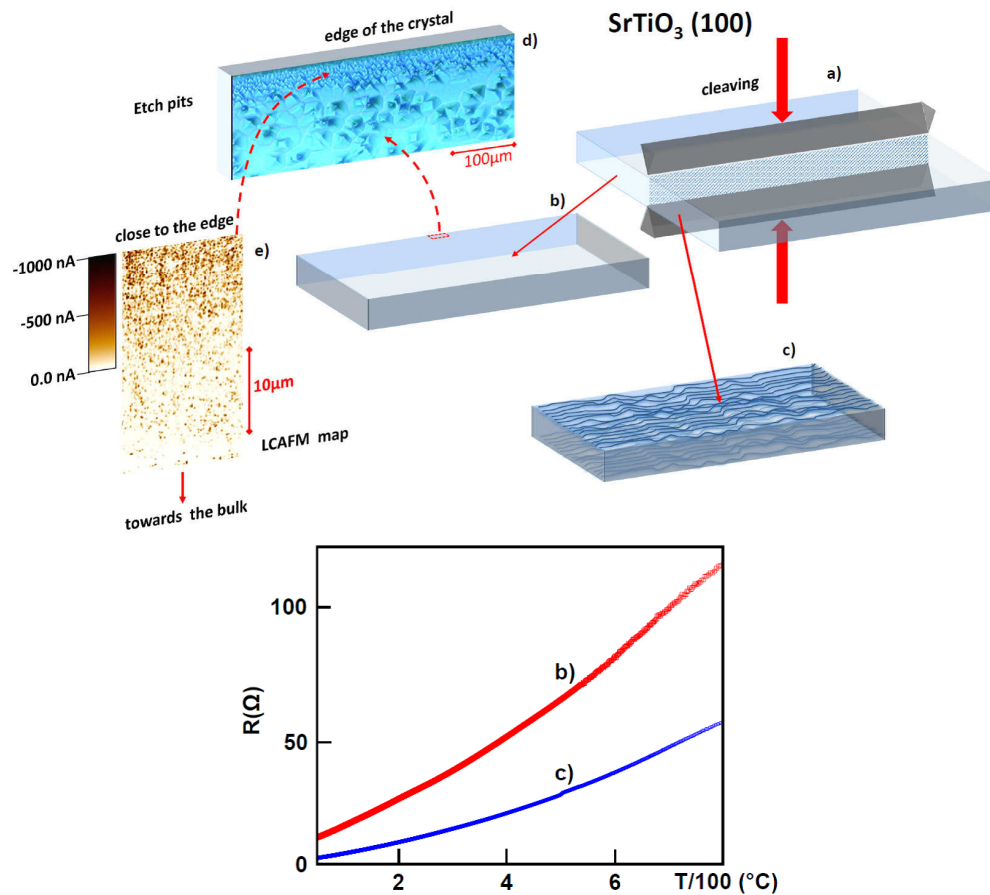 SrTiO₃ (100)
edge of the crystal
d)
a)
cleaving
Etch pits
100μm
b)
close to the edge
e)
-1000 nA
-500 nA
0.0 nA
10μm
c)
LCAFM map
towards the bulk
100
50
0
R(Ω)
b)
c)
2
4
6
T/100 (°C)